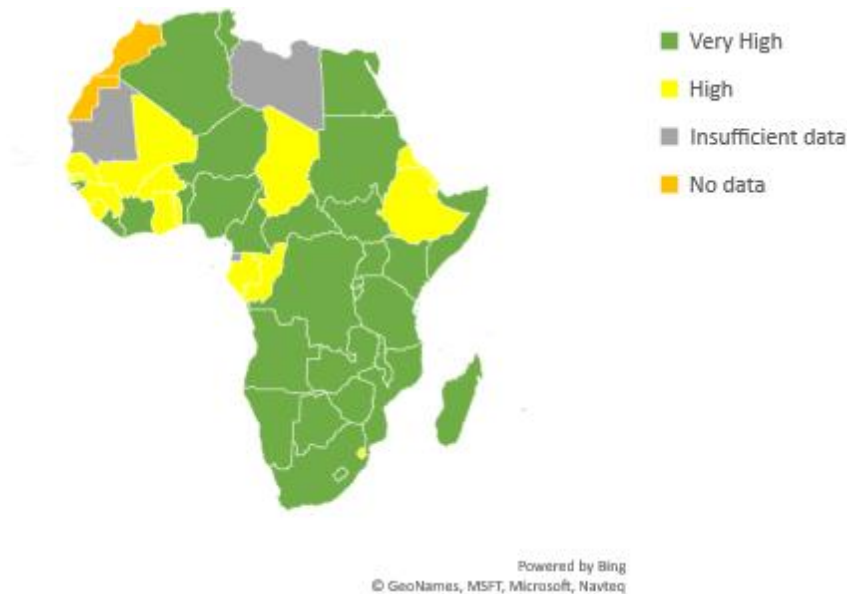 Very High
High
Insufficient data
No data
Powered by Bing
© GeoNames, MSFT, Microsoft, Navteq